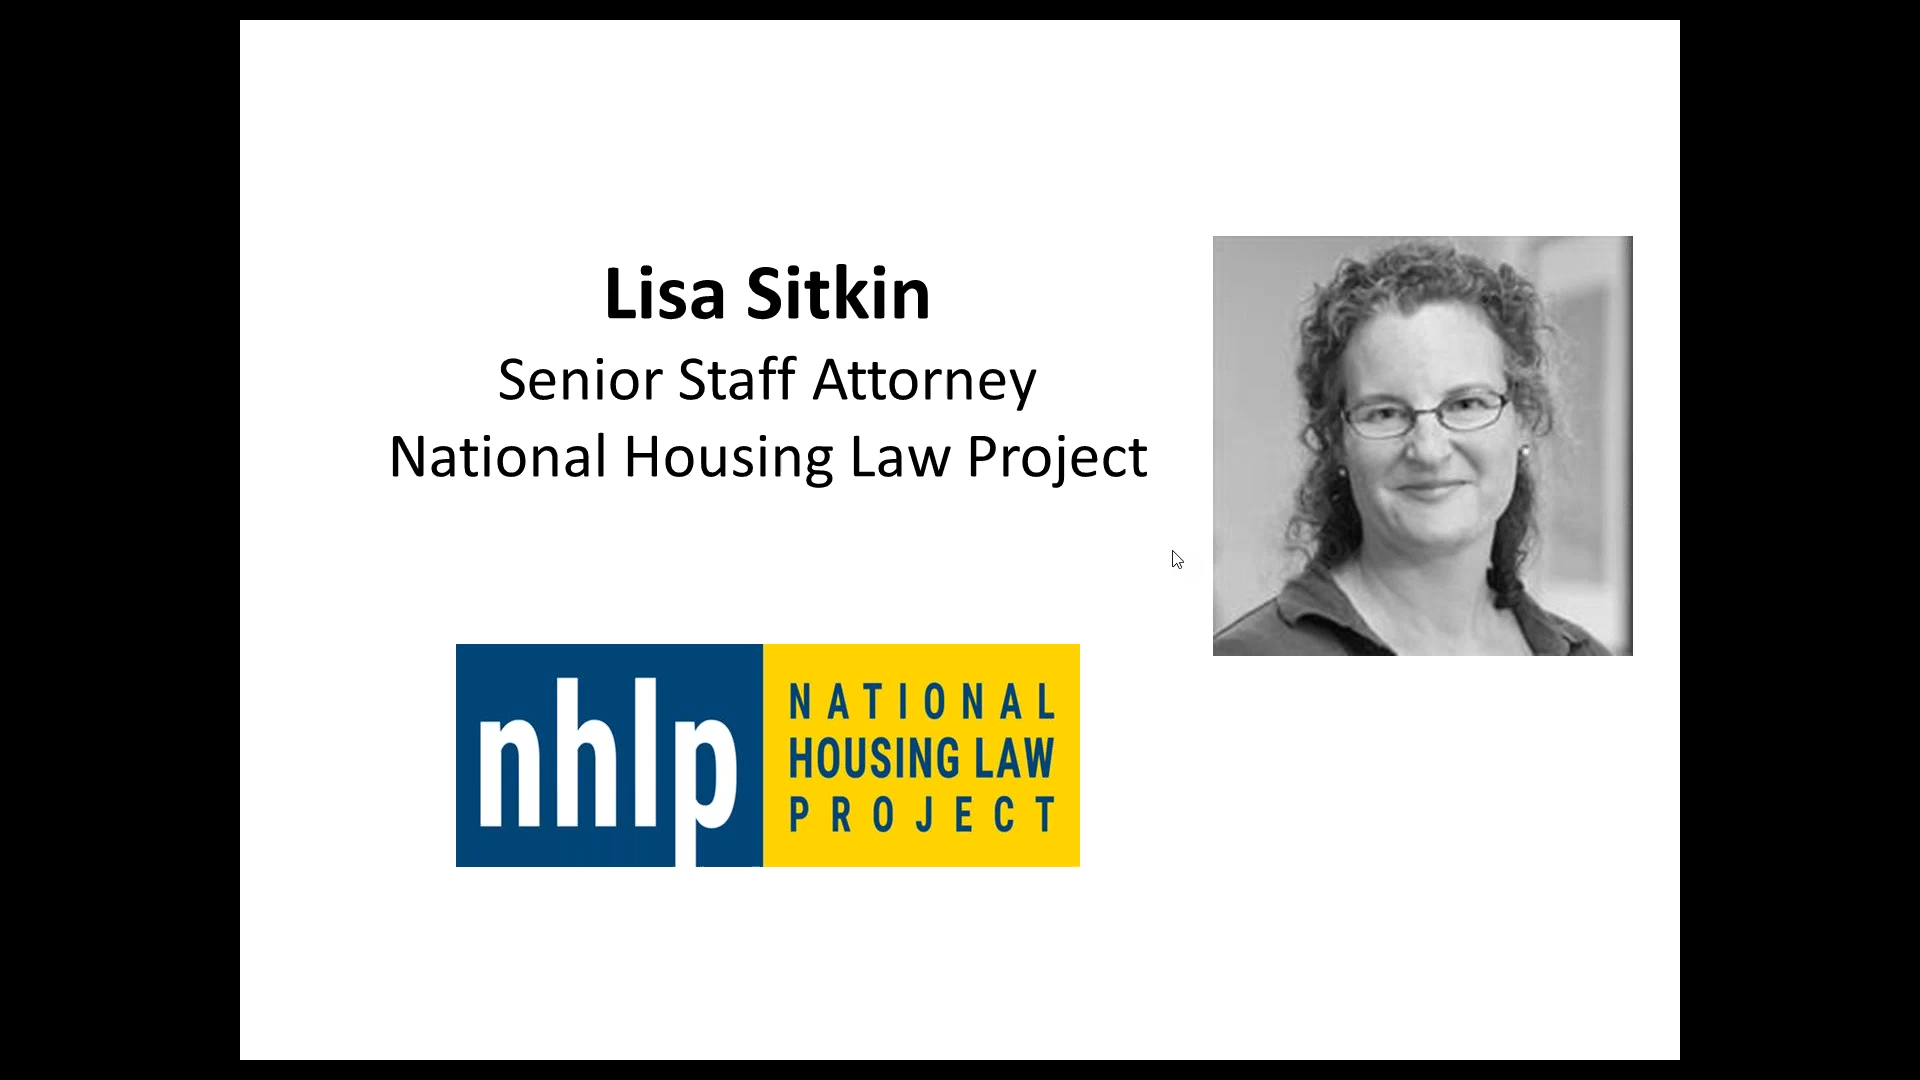 Lisa Sitkin
Senior Staff Attorney
National Housing Law Project
nhlp
NATIONAL
HOUSING LAW
PROJECT